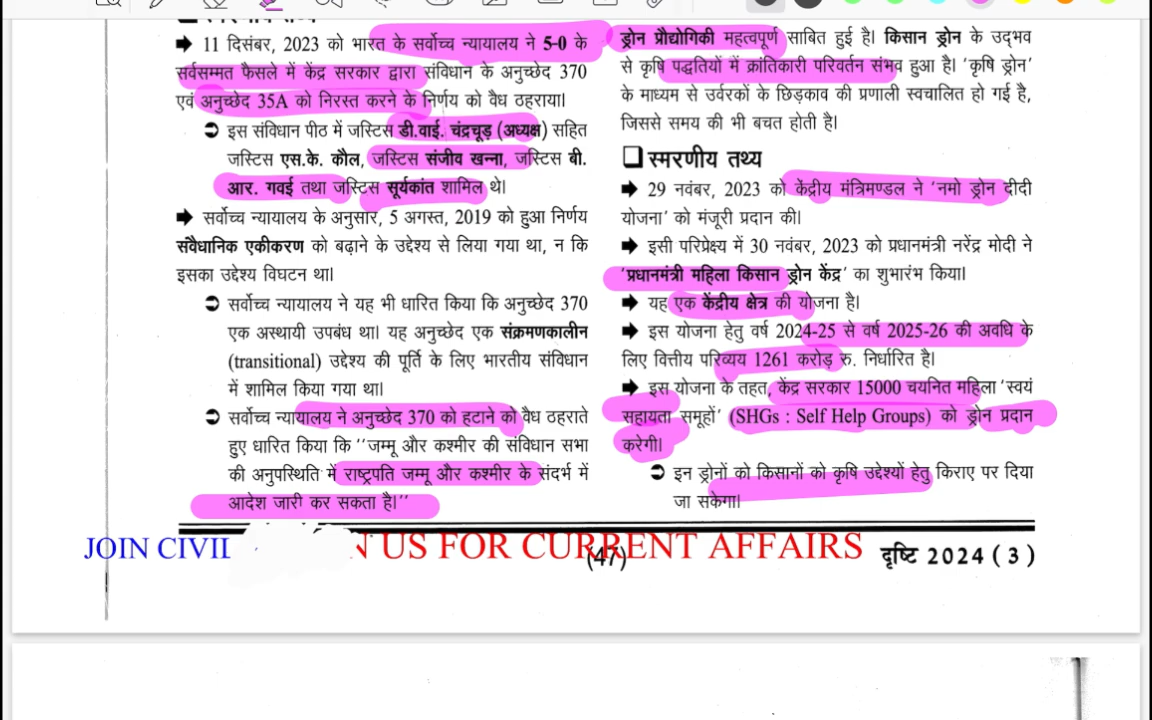 ➡ 11 दिसंबर, 2023 को भारत के सर्वोच्च न्यायालय ने 5-0 के
सर्वसम्मत फैसले में केंद्र सरकार द्वारा संविधान के अनुच्छेद 370
एवं अनुच्छेद 35A को निरस्त करने के निर्णय को वैध ठहराया।
➲ इस संविधान पीठ में जस्टिस डी.वाई. चंद्रचूड़ (अध्यक्ष) सहित
जस्टिस एस.के. कौल, जस्टिस संजीव खन्ना, जस्टिस बी.
आर. गवई तथा जस्टिस सूर्यकांत शामिल थे।
➡ सर्वोच्च न्यायालय के अनुसार, 5 अगस्त, 2019 को हुआ निर्णय
संवैधानिक एकीकरण को बढ़ाने के उद्देश्य से लिया गया था, न कि
इसका उद्देश्य विघटन था।
➲ सर्वोच्च न्यायालय ने यह भी धारित किया कि अनुच्छेद 370
एक अस्थायी उपबंध था। यह अनुच्छेद एक संक्रमणकालीन
(transitional) उद्देश्य की पूर्ति के लिए भारतीय संविधान
में शामिल किया गया था।
➲ सर्वोच्च न्यायालय ने अनुच्छेद 370 को हटाने को वैध ठहराते
हुए धारित किया कि ''जम्मू और कश्मीर की संविधान सभा
की अनुपस्थिति में राष्ट्रपति जम्मू और कश्मीर के संदर्भ में
आदेश जारी कर सकता है।''
ड्रोन प्रौद्योगिकी महत्वपूर्ण साबित हुई है। किसान ड्रोन के उद्भव
से कृषि पद्धतियों में क्रांतिकारी परिवर्तन संभव हुआ है। 'कृषि ड्रोन'
के माध्यम से उर्वरकों के छिड़काव की प्रणाली स्वचालित हो गई है,
जिससे समय की भी बचत होती है।
❑ स्मरणीय तथ्य
➡ 29 नवंबर, 2023 को केंद्रीय मंत्रिमण्डल ने 'नमो ड्रोन दीदी
योजना' को मंजूरी प्रदान की।
➡ इसी परिप्रेक्ष्य में 30 नवंबर, 2023 को प्रधानमंत्री नरेंद्र मोदी ने
'प्रधानमंत्री महिला किसान ड्रोन केंद्र' का शुभारंभ किया।
➡ यह एक केंद्रीय क्षेत्र की योजना है।
➡ इस योजना हेतु वर्ष 2024-25 से वर्ष 2025-26 की अवधि के
लिए वित्तीय परिव्यय 1261 करोड़ रु. निर्धारित है।
➡ इस योजना के तहत, केंद्र सरकार 15000 चयनित महिला 'स्वयं
सहायता समूहों' (SHGs : Self Help Groups) को ड्रोन प्रदान
करेगी।
➲ इन ड्रोनों को किसानों को कृषि उद्देश्यों हेतु किराए पर दिया
जा सकेगा।
JOIN CIVIL US FOR CURRENT AFFAIRS
(47)
दृष्टि 2024 ( 3 )